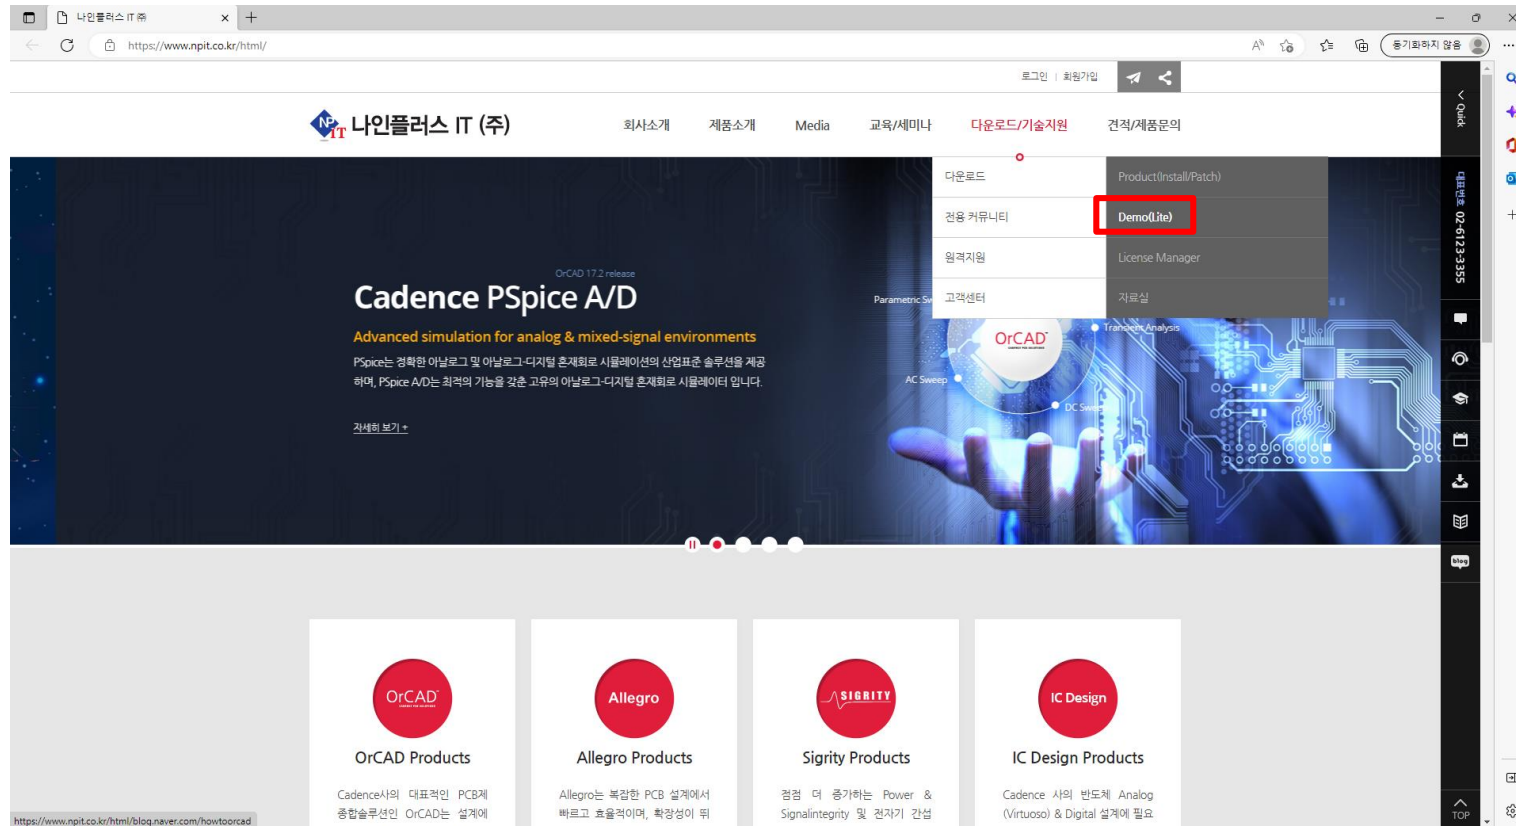 나인플러스 IT ㈜
https://www.npit.co.kr/html/
동기화하지 않음
로그인 | 회원가입
NP IT 나인플러스 IT (주)
회사소개 제품소개 Media 교육/세미나 다운로드/기술지원 견적/제품문의
다운로드 Product(Install/Patch)
전용 커뮤니티 Demo(Lite)
원격지원 License Manager
고객센터 자료실
OrCAD 17.2 release
Cadence PSpice A/D
Advanced simulation for analog & mixed-signal environments
PSpice는 정확한 아날로그 및 아날로그-디지털 혼재회로 시뮬레이션의 산업표준 솔루션을 제공
하며, PSpice A/D는 최적의 기능을 갖춘 고유의 아날로그-디지털 혼재회로 시뮬레이터 입니다.
자세히 보기 +
Parametric Sw
OrCAD
Transient Analysis
AC Sweep
DC Sweep
Quick
대표번호 02-6123-3355
blog
TOP
OrCAD
Allegro
SIGRITY
IC Design
OrCAD Products
Allegro Products
Sigrity Products
IC Design Products
Cadence사의 대표적인 PCB제
종합솔루션인 OrCAD는 설계에
Allegro는 복잡한 PCB 설계에서
빠르고 효율적이며, 확장성이 뛰
점점 더 증가하는 Power &
Signalintegrity 및 전자기 간섭
Cadence 사의 반도체 Analog
(Virtuoso) & Digital 설계에 필요
https://www.npit.co.kr/html/blog.naver.com/howtoorcad